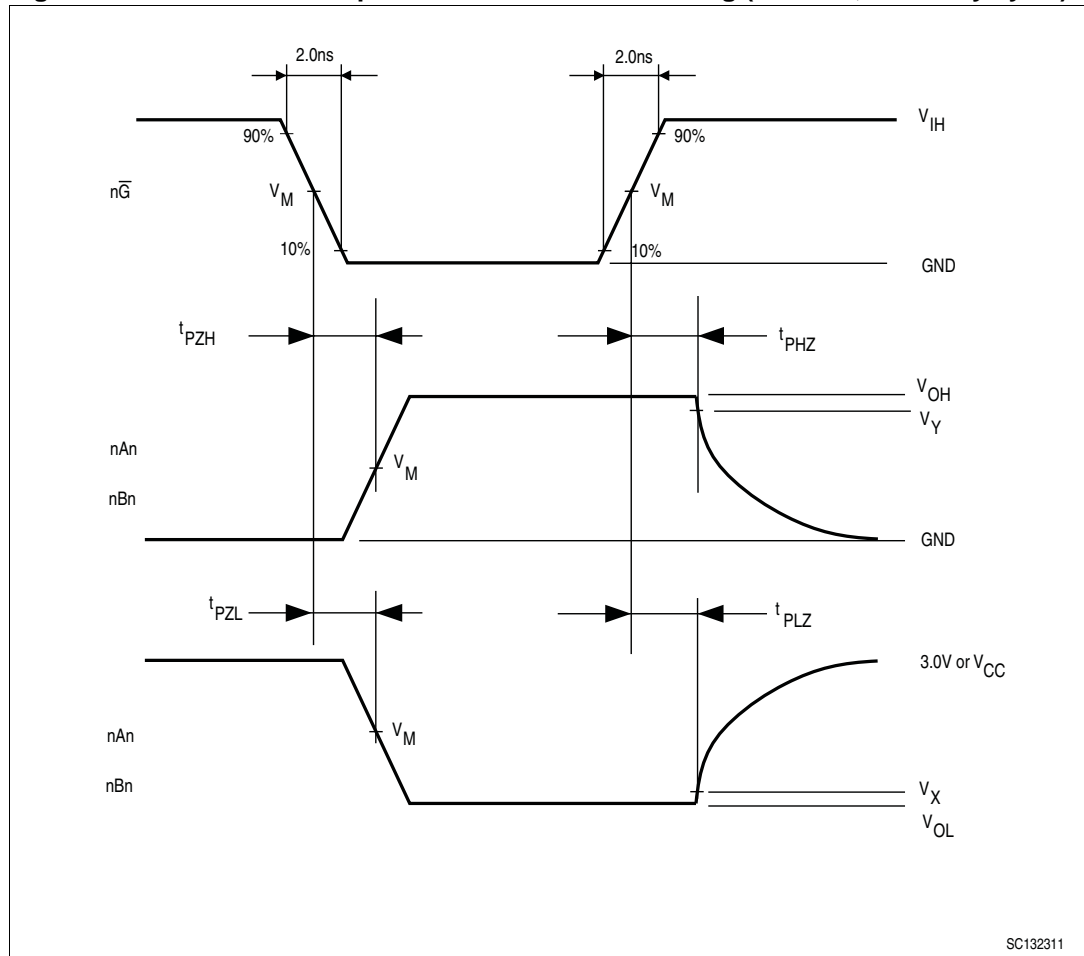 2.0ns 2.0ns
V_IH
90% 90%
nG̅ V_M V_M
10% 10%
GND
t_PZH t_PHZ
V_OH
V_Y
nAn V_M
nBn
GND
t_PZL t_PLZ
3.0V or V_CC
nAn V_M
nBn V_X
V_OL
SC132311